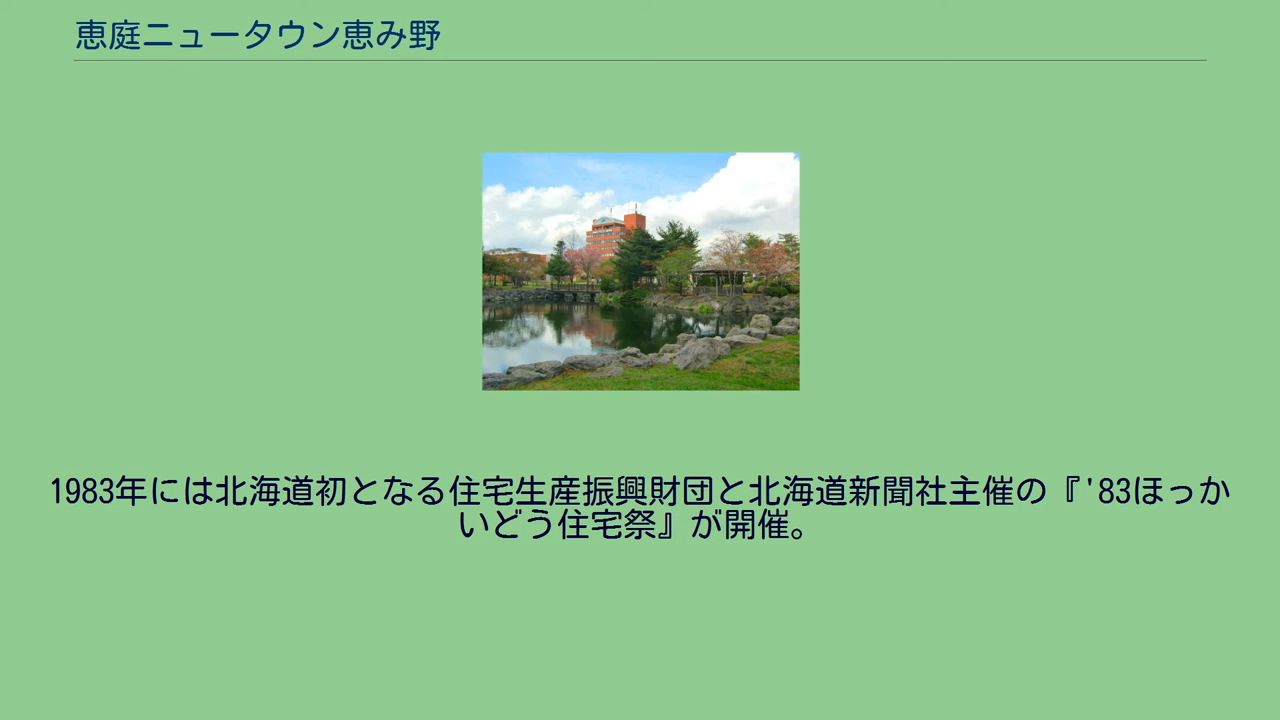 恵庭ニュータウン恵み野
1983年には北海道初となる住宅生産振興財団と北海道新聞社主催の『'83ほっか
いどう住宅祭』が開催。